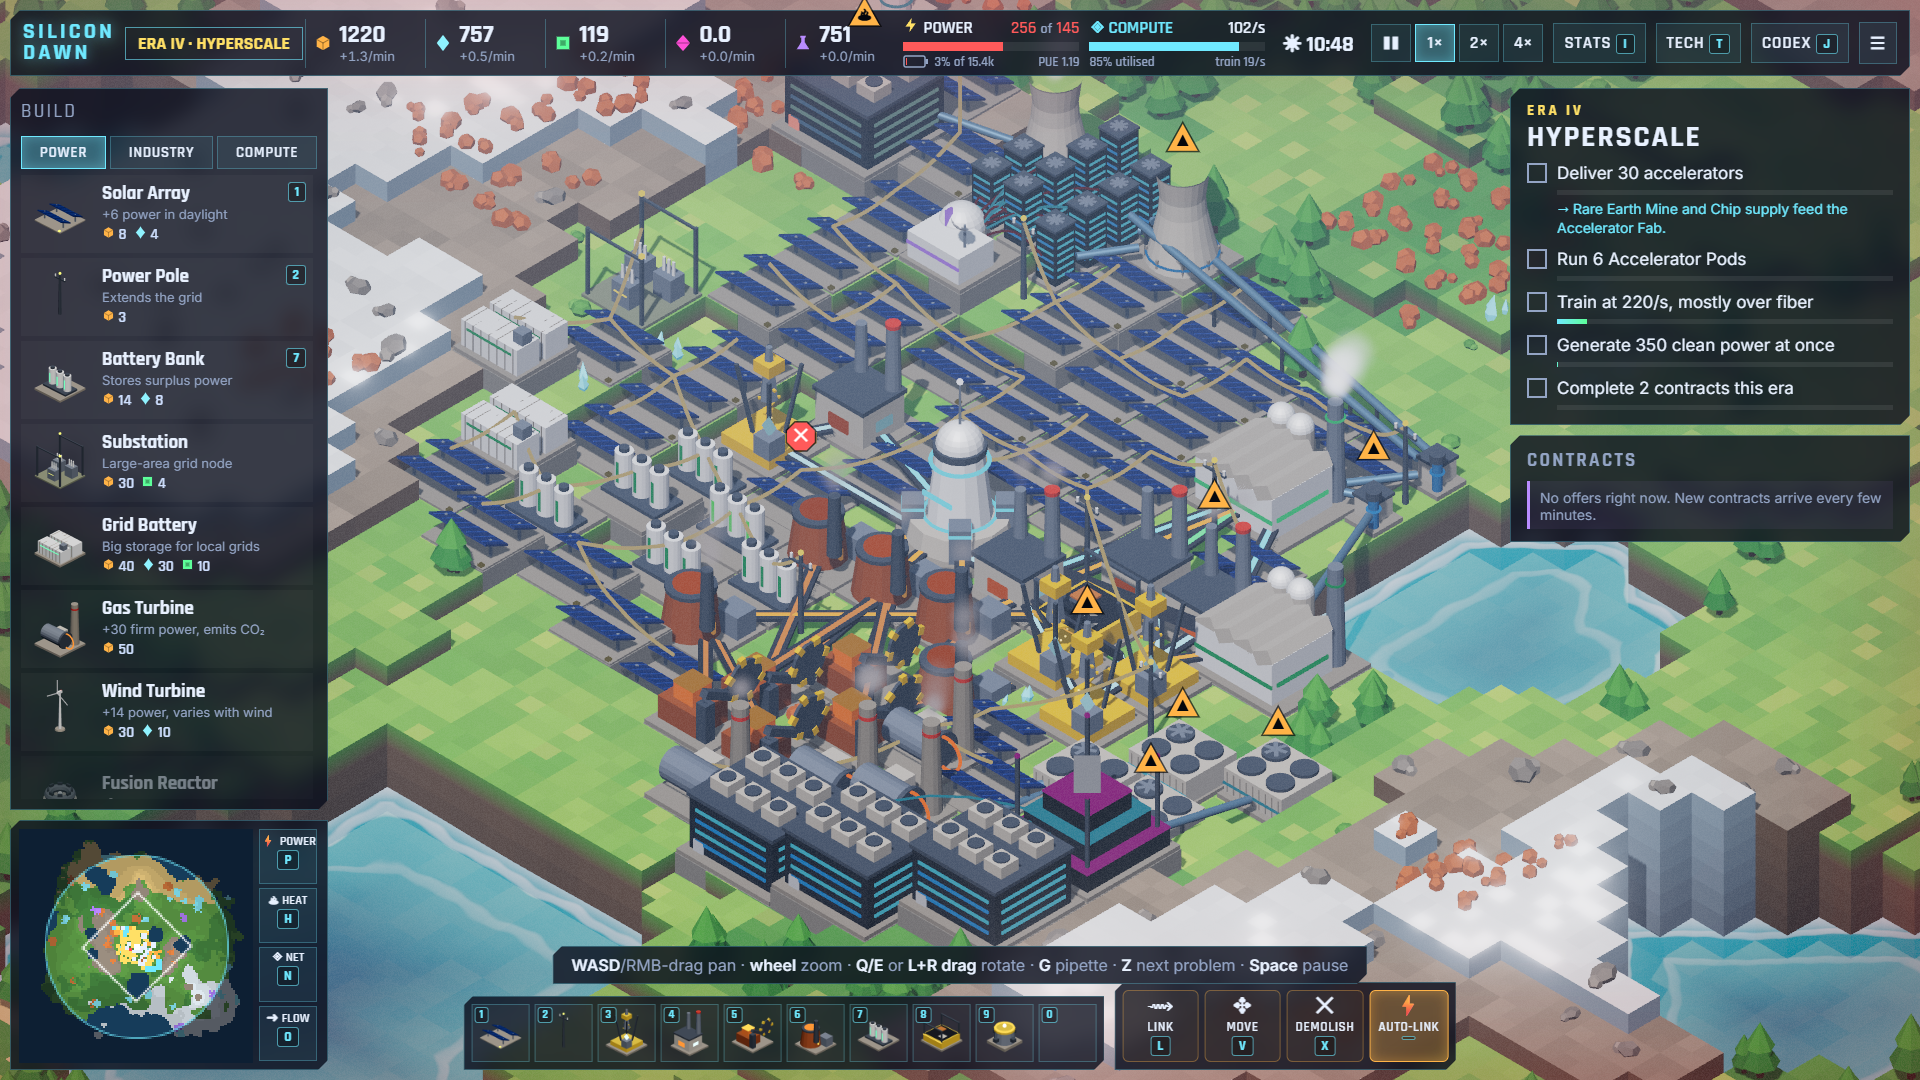 SILICON DAWN
ERA IV · HYPERSCALE
1220
+1.3/min
757
+0.5/min
119
+0.2/min
0.0
+0.0/min
751
+0.0/min
POWER 256 of 145
3% of 15.4k PUE 1.19
COMPUTE 102/s
85% utilised train 19/s
10:48
1× 2× 4×
STATS I
TECH T
CODEX J
BUILD
POWER INDUSTRY COMPUTE
Solar Array 1
+6 power in daylight
8 4
Power Pole 2
Extends the grid
3
Battery Bank 7
Stores surplus power
14 8
Substation
Large-area grid node
30 4
Grid Battery
Big storage for local grids
40 30 10
Gas Turbine
+30 firm power, emits CO₂
50
Wind Turbine
+14 power, varies with wind
30 10
Fusion Reactor
POWER
P
HEAT
H
NET
N
FLOW
O
ERA IV
HYPERSCALE
Deliver 30 accelerators
→ Rare Earth Mine and Chip supply feed the
Accelerator Fab.
Run 6 Accelerator Pods
Train at 220/s, mostly over fiber
Generate 350 clean power at once
Complete 2 contracts this era
CONTRACTS
No offers right now. New contracts arrive every few
minutes.
WASD/RMB-drag pan · wheel zoom · Q/E or L+R drag rotate · G pipette · Z next problem · Space pause
1 2 3 4 5 6 7 8 9 0
LINK
L
MOVE
V
DEMOLISH
X
AUTO-LINK